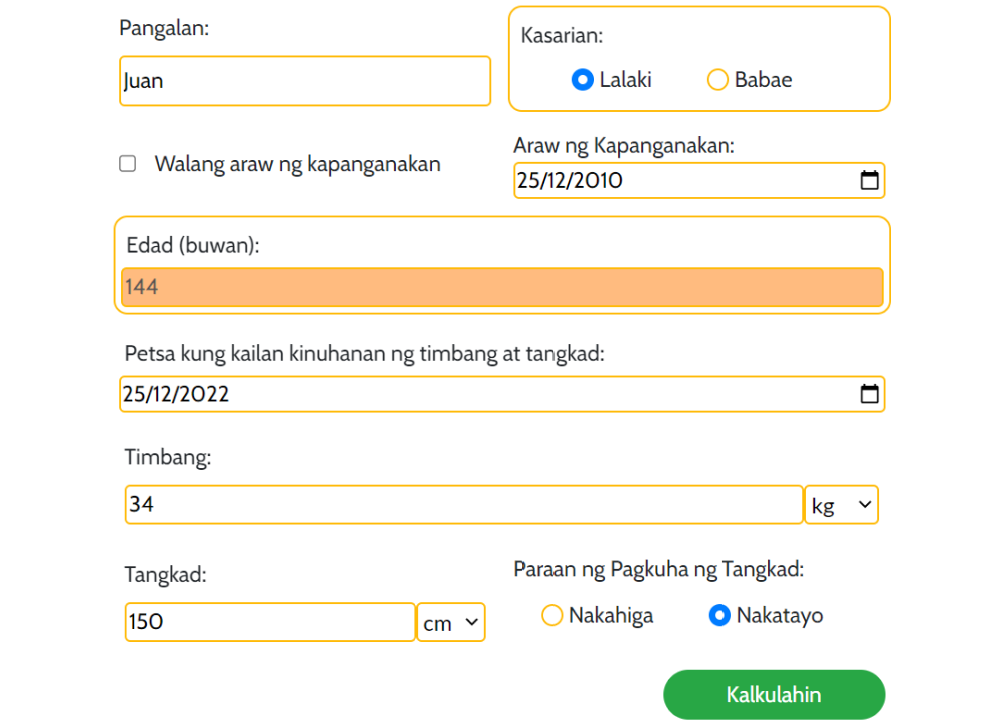 Pangalan:
Juan
Kasarian:
Lalaki Babae
Walang araw ng kapanganakan
Araw ng Kapanganakan:
25/12/2010
Edad (buwan):
144
Petsa kung kailan kinuhanan ng timbang at tangkad:
25/12/2022
Timbang:
34 kg
Tangkad:
150 cm
Paraan ng Pagkuha ng Tangkad:
Nakahiga Nakatayo
Kalkulahin